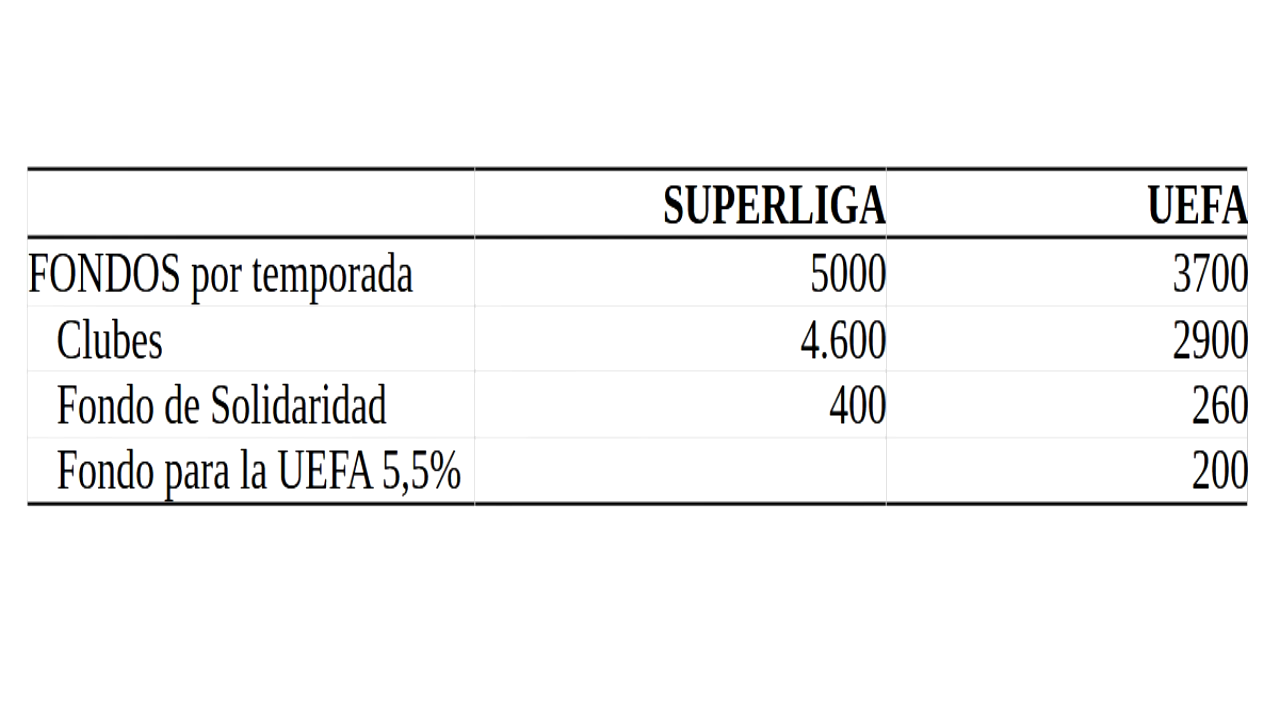 SUPERLIGA UEFA
FONDOS por temporada 5000 3700
Clubes 4.600 2900
Fondo de Solidaridad 400 260
Fondo para la UEFA 5,5% 200